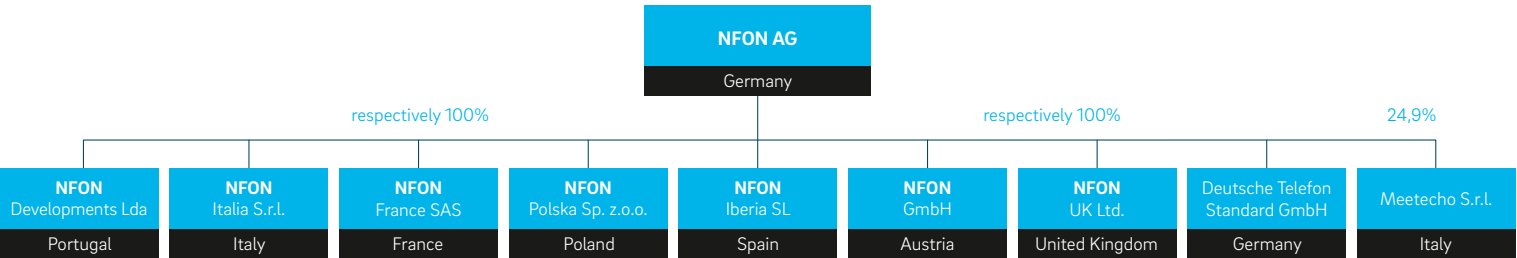 NFON AG
Germany
respectively 100%
respectively 100%
24,9%
NFON
Developments Lda
Portugal
NFON
Italia S.r.l.
Italy
NFON
France SAS
France
NFON
Polska Sp. z.o.o.
Poland
NFON
Iberia SL
Spain
NFON
GmbH
Austria
NFON
UK Ltd.
United Kingdom
Deutsche Telefon
Standard GmbH
Germany
Meetecho S.r.l.
Italy